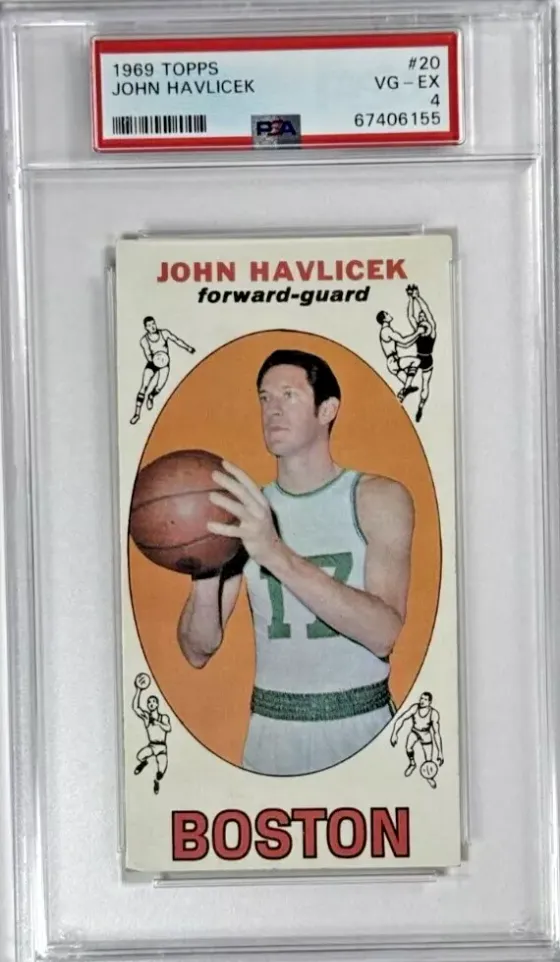 1969 TOPPS #20
JOHN HAVLICEK VG-EX
4
PSA 67406155
JOHN HAVLICEK
forward-guard
17
BOSTON